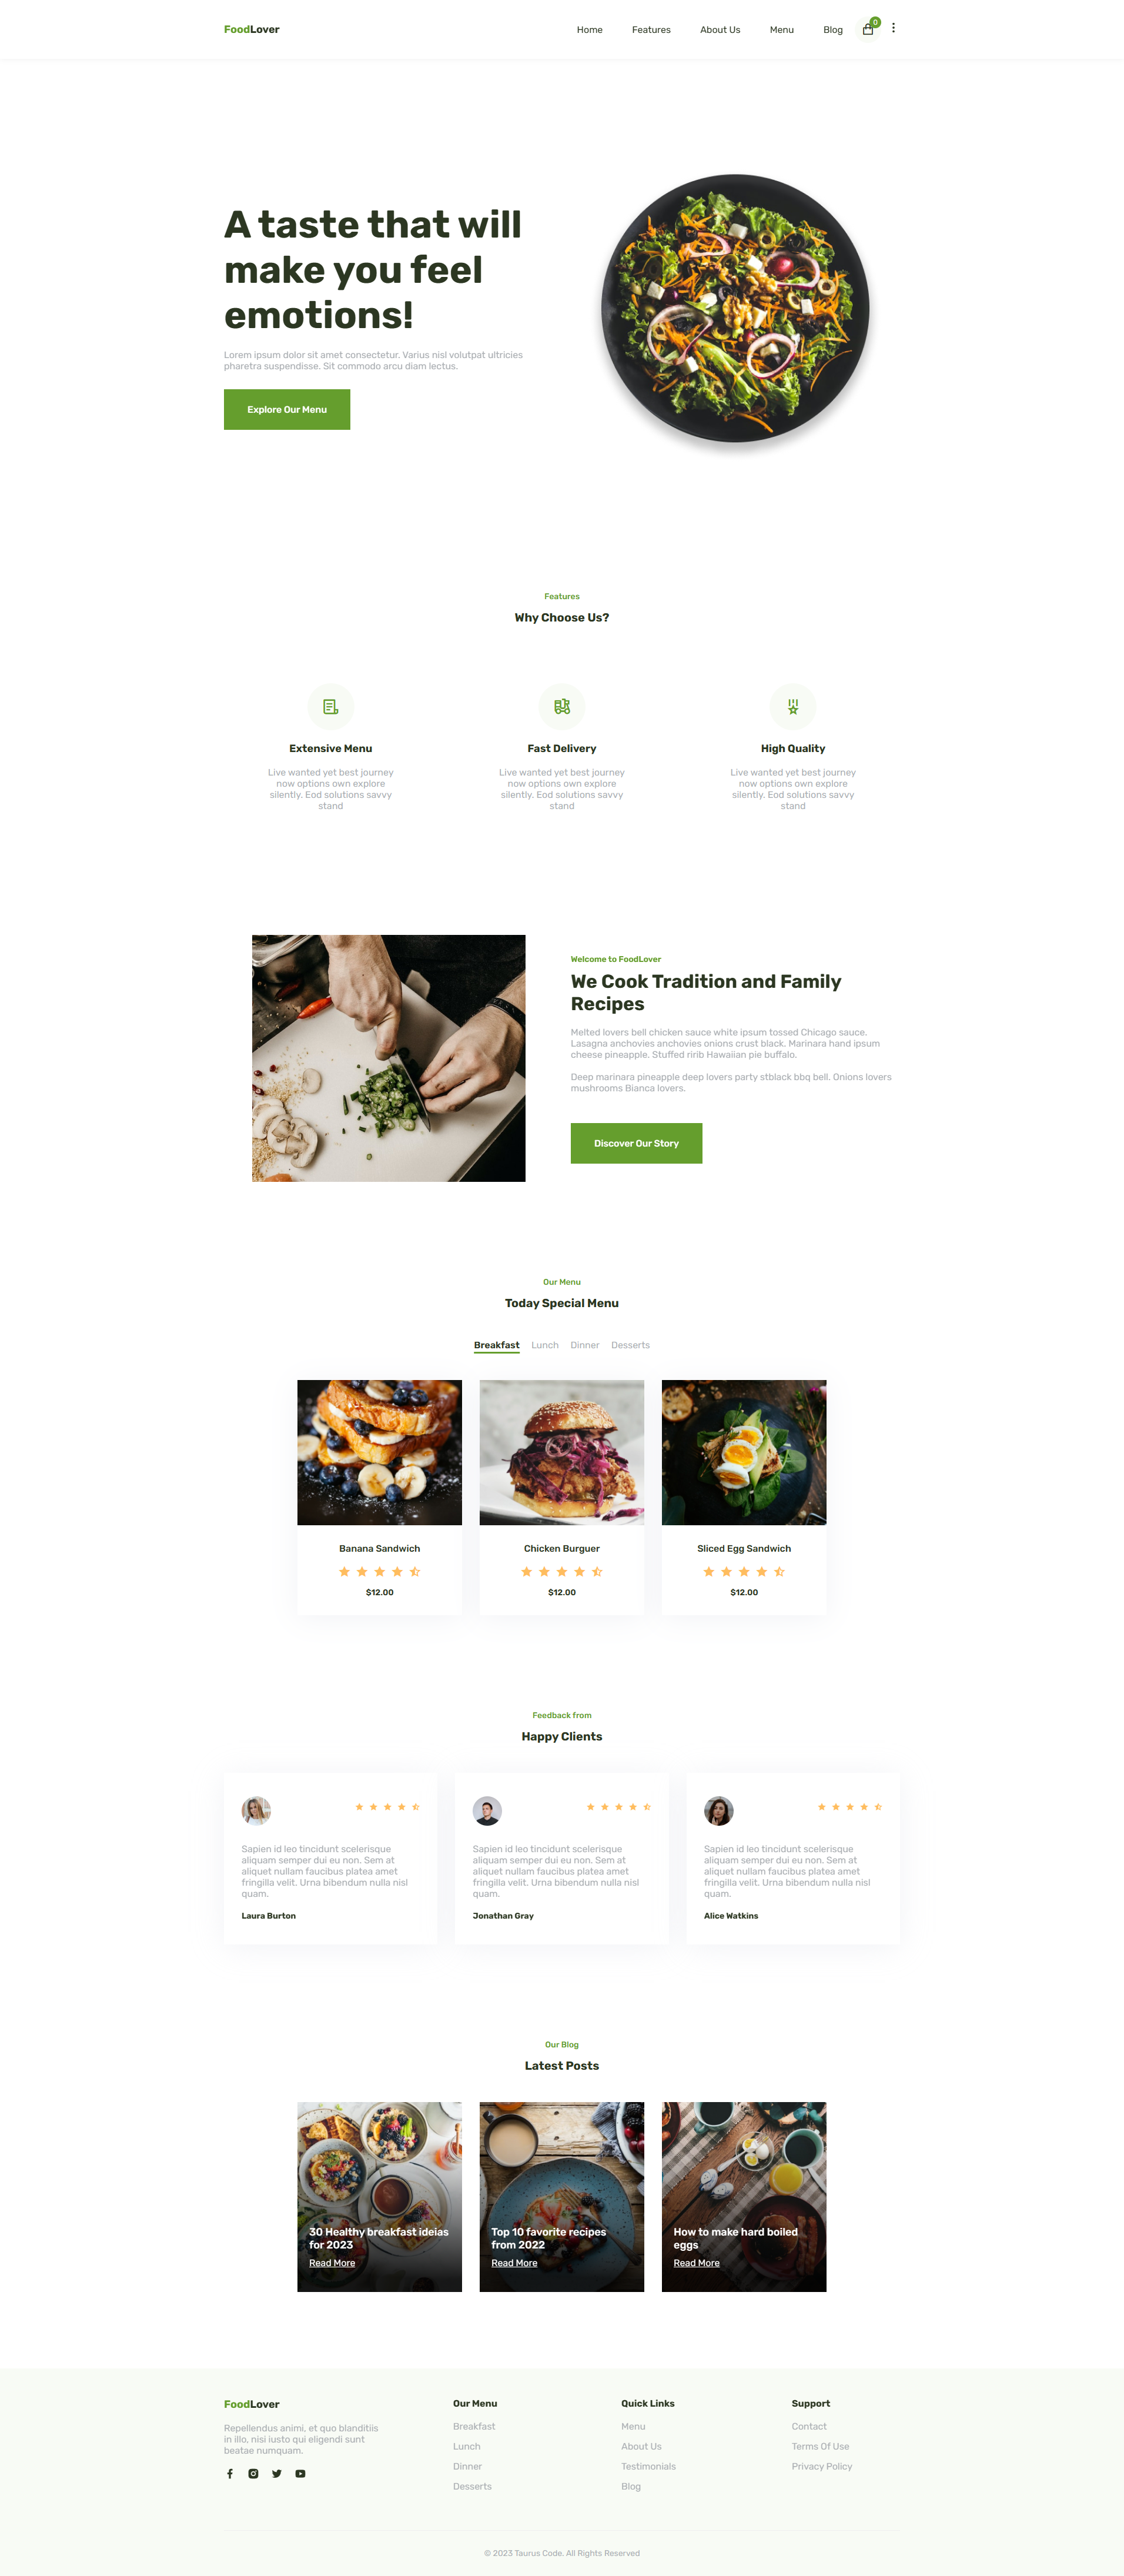 FoodLover
Home Features About Us Menu Blog 0
A taste that will
make you feel
emotions!
Lorem ipsum dolor sit amet consectetur. Varius nisl volutpat ultricies
pharetra suspendisse. Sit commodo arcu diam lectus.
Explore Our Menu
Features
Why Choose Us?
Extensive Menu
Live wanted yet best journey
now options own explore
silently. Eod solutions savvy
stand
Fast Delivery
Live wanted yet best journey
now options own explore
silently. Eod solutions savvy
stand
High Quality
Live wanted yet best journey
now options own explore
silently. Eod solutions savvy
stand
Welcome to FoodLover
We Cook Tradition and Family
Recipes
Melted lovers bell chicken sauce white ipsum tossed Chicago sauce.
Lasagna anchovies anchovies onions crust black. Marinara hand ipsum
cheese pineapple. Stuffed ririb Hawaiian pie buffalo.
Deep marinara pineapple deep lovers party stblack bbq bell. Onions lovers
mushrooms Bianca lovers.
Discover Our Story
Our Menu
Today Special Menu
Breakfast Lunch Dinner Desserts
Banana Sandwich
$12.00
Chicken Burguer
$12.00
Sliced Egg Sandwich
$12.00
Feedback from
Happy Clients
Sapien id leo tincidunt scelerisque
aliquam semper dui eu non. Sem at
aliquet nullam faucibus platea amet
fringilla velit. Urna bibendum nulla nisl
quam.
Laura Burton
Sapien id leo tincidunt scelerisque
aliquam semper dui eu non. Sem at
aliquet nullam faucibus platea amet
fringilla velit. Urna bibendum nulla nisl
quam.
Jonathan Gray
Sapien id leo tincidunt scelerisque
aliquam semper dui eu non. Sem at
aliquet nullam faucibus platea amet
fringilla velit. Urna bibendum nulla nisl
quam.
Alice Watkins
Our Blog
Latest Posts
30 Healthy breakfast ideias
for 2023
Read More
Top 10 favorite recipes
from 2022
Read More
How to make hard boiled
eggs
Read More
FoodLover
Repellendus animi, et quo blanditiis
in illo, nisi iusto qui eligendi sunt
beatae numquam.
Our Menu
Breakfast
Lunch
Dinner
Desserts
Quick Links
Menu
About Us
Testimonials
Blog
Support
Contact
Terms Of Use
Privacy Policy
© 2023 Taurus Code. All Rights Reserved